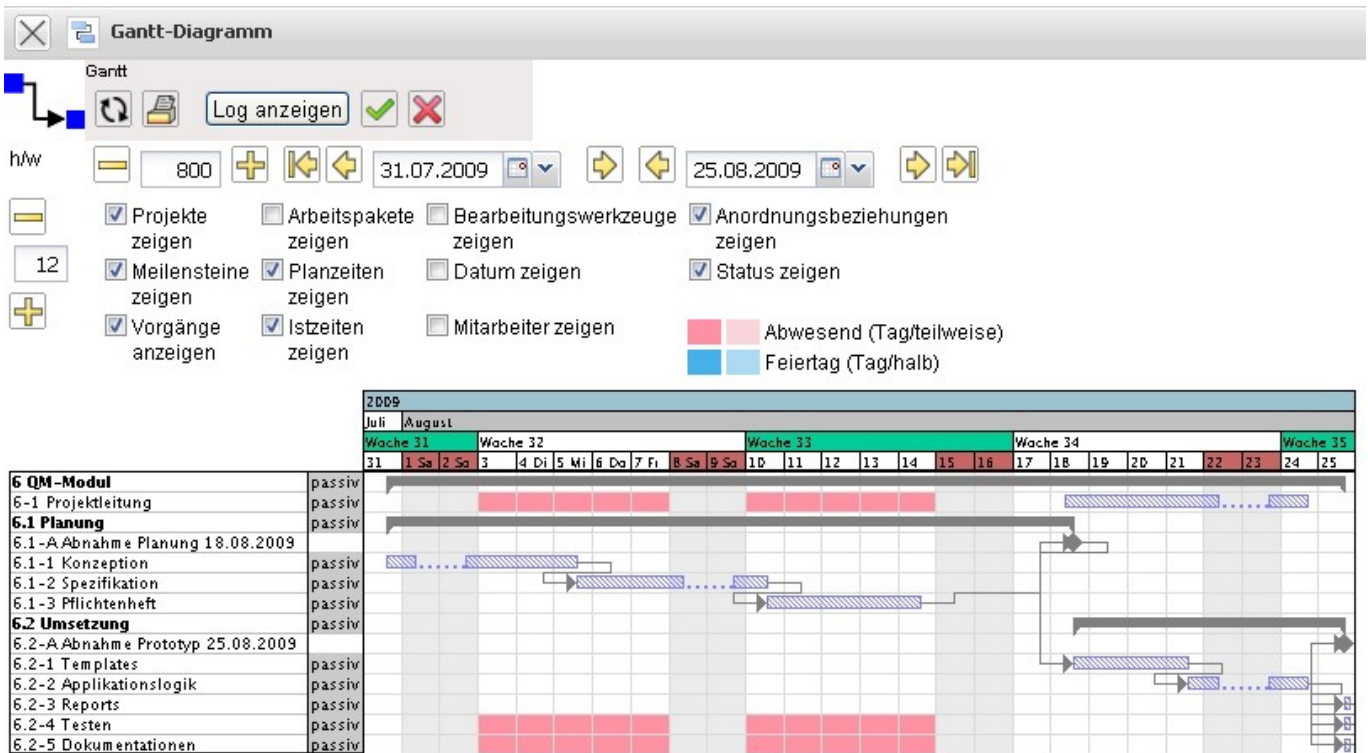 Gantt-Diagramm
Gantt
Log anzeigen
h/w
800
31.07.2009
25.08.2009
12
Projekte zeigen
Arbeitspakete zeigen
Bearbeitungswerkzeuge zeigen
Anordnungsbeziehungen zeigen
Meilensteine zeigen
Planzeiten zeigen
Datum zeigen
Status zeigen
Vorgänge anzeigen
Istzeiten zeigen
Mitarbeiter zeigen
Abwesend (Tag/teilweise)
Feiertag (Tag/halb)
2009
Juli August
Woche 31 Woche 32 Woche 33 Woche 34 Woche 35
31 1 Sa 2 So 3 4 Di 5 Mi 6 Do 7 Fr 8 Sa 9 So 10 11 12 13 14 15 16 17 18 19 20 21 22 23 24 25
6 QM-Modul passiv
6-1 Projektleitung passiv
6.1 Planung passiv
6.1-A Abnahme Planung 18.08.2009
6.1-1 Konzeption passiv
6.1-2 Spezifikation passiv
6.1-3 Pflichtenheft passiv
6.2 Umsetzung passiv
6.2-A Abnahme Prototyp 25.08.2009
6.2-1 Templates passiv
6.2-2 Applikationslogik passiv
6.2-3 Reports passiv
6.2-4 Testen passiv
6.2-5 Dokumentationen passiv